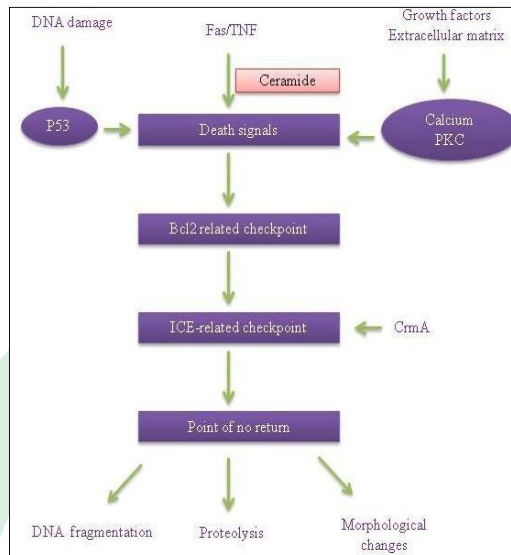 DNA damage
Fas/TNF
Growth factors
Extracellular matrix
Ceramide
P53
Death signals
Calcium
PKC
Bcl2 related checkpoint
ICE-related checkpoint
CrmA
Point of no return
DNA fragmentation
Proteolysis
Morphological
changes